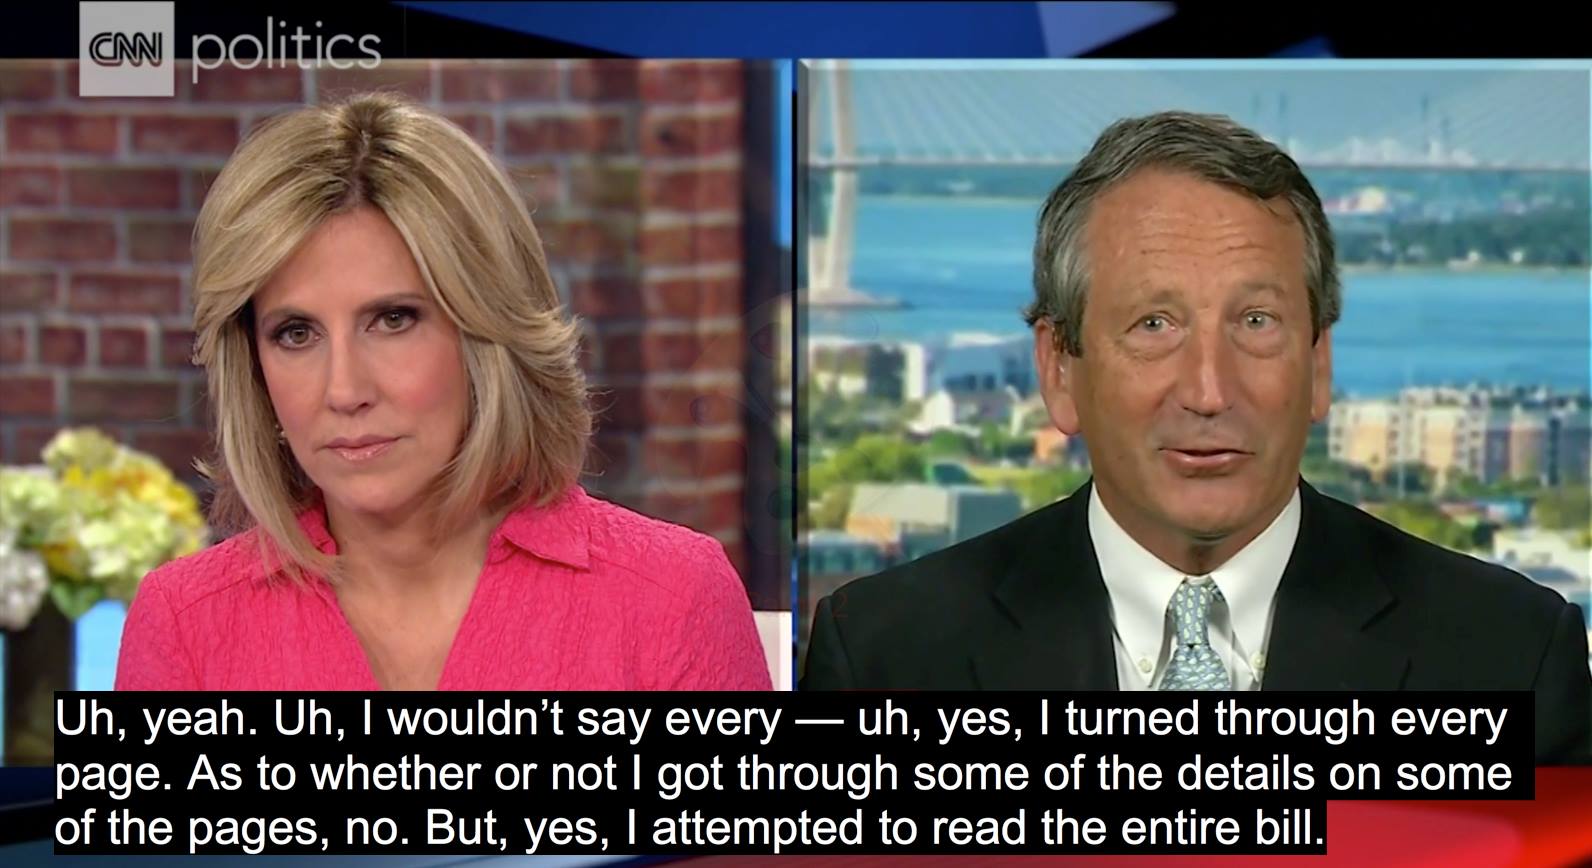 CNN politics
Uh, yeah. Uh, I wouldn’t say every — uh, yes, I turned through every
page. As to whether or not I got through some of the details on some
of the pages, no. But, yes, I attempted to read the entire bill.